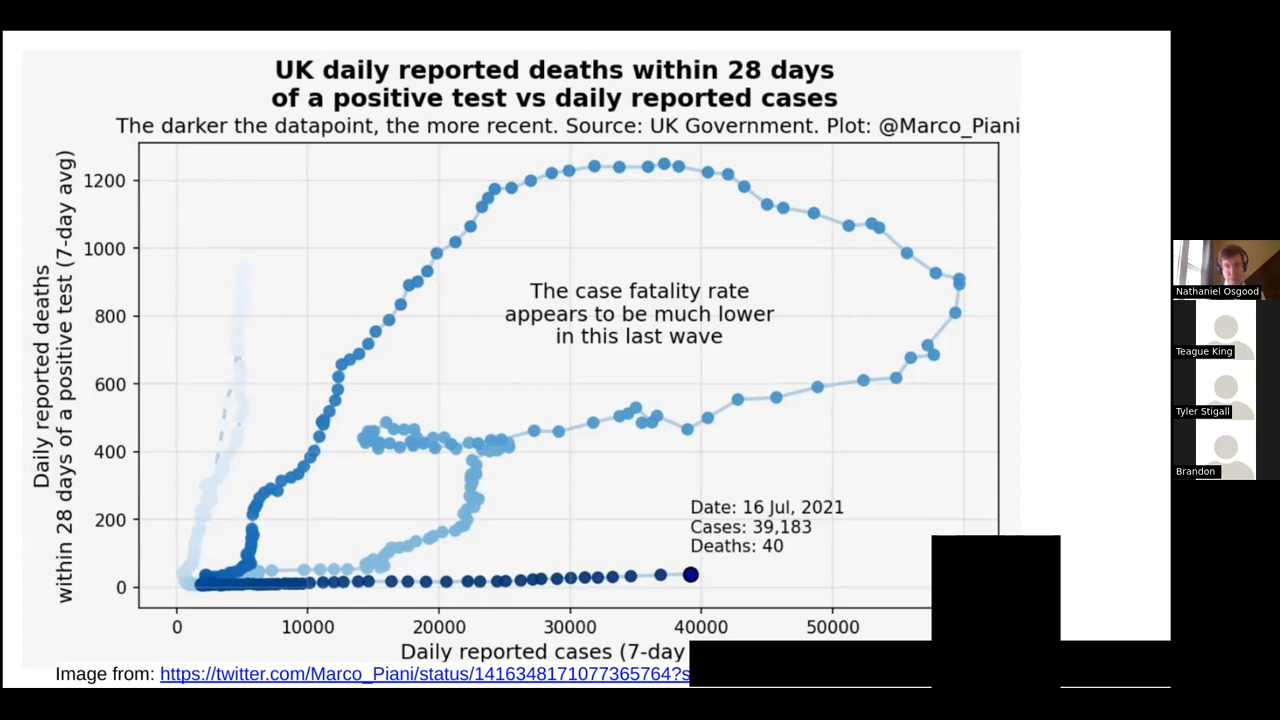 UK daily reported deaths within 28 days
of a positive test vs daily reported cases
The darker the datapoint, the more recent. Source: UK Government. Plot: @Marco_Piani
Daily reported deaths
within 28 days of a positive test (7-day avg)
1200
1000
800
600
400
200
0
The case fatality rate
appears to be much lower
in this last wave
Date: 16 Jul, 2021
Cases: 39,183
Deaths: 40
0 10000 20000 30000 40000 50000
Daily reported cases (7-day
Image from: https://twitter.com/Marco_Piani/status/1416348171077365764?s
Nathaniel Osgood
Teague King
Tyler Stigall
Brandon